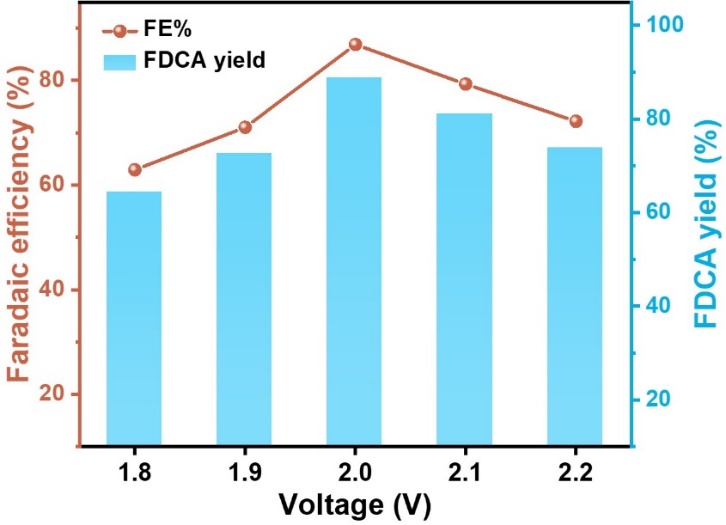 FE%
FDCA yield
Faradaic efficiency (%)
80
60
40
20
100
80
60
40
20
FDCA yield (%)
1.8 1.9 2.0 2.1 2.2
Voltage (V)